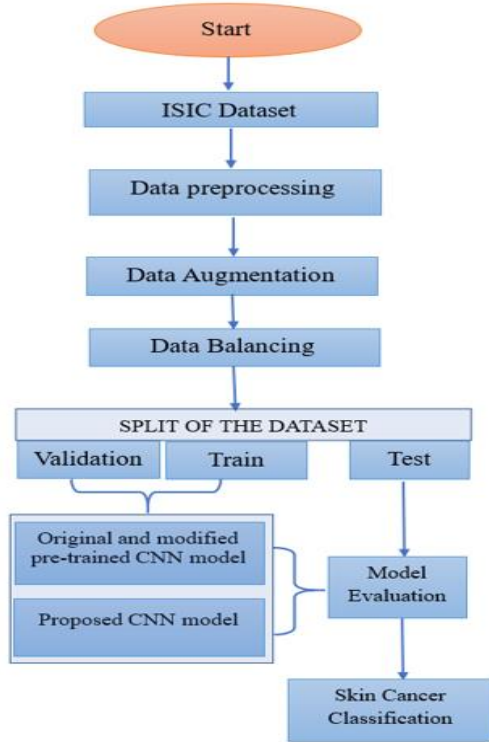 Start
ISIC Dataset
Data preprocessing
Data Augmentation
Data Balancing
SPLIT OF THE DATASET
Validation
Train
Test
Original and modified
pre-trained CNN model
Proposed CNN model
Model
Evaluation
Skin Cancer
Classification